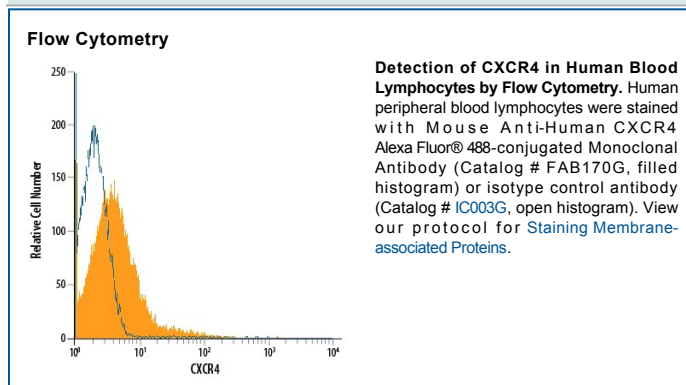 Flow Cytometry
250
200
150
100
50
0
Relative Cell Number
10⁰ 10¹ 10² 10³ 10⁴
CXCR4
Detection of CXCR4 in Human Blood
Lymphocytes by Flow Cytometry. Human
peripheral blood lymphocytes were stained
with Mouse Anti-Human CXCR4
Alexa Fluor® 488-conjugated Monoclonal
Antibody (Catalog # FAB170G, filled
histogram) or isotype control antibody
(Catalog # IC003G, open histogram). View
our protocol for Staining Membrane-
associated Proteins.